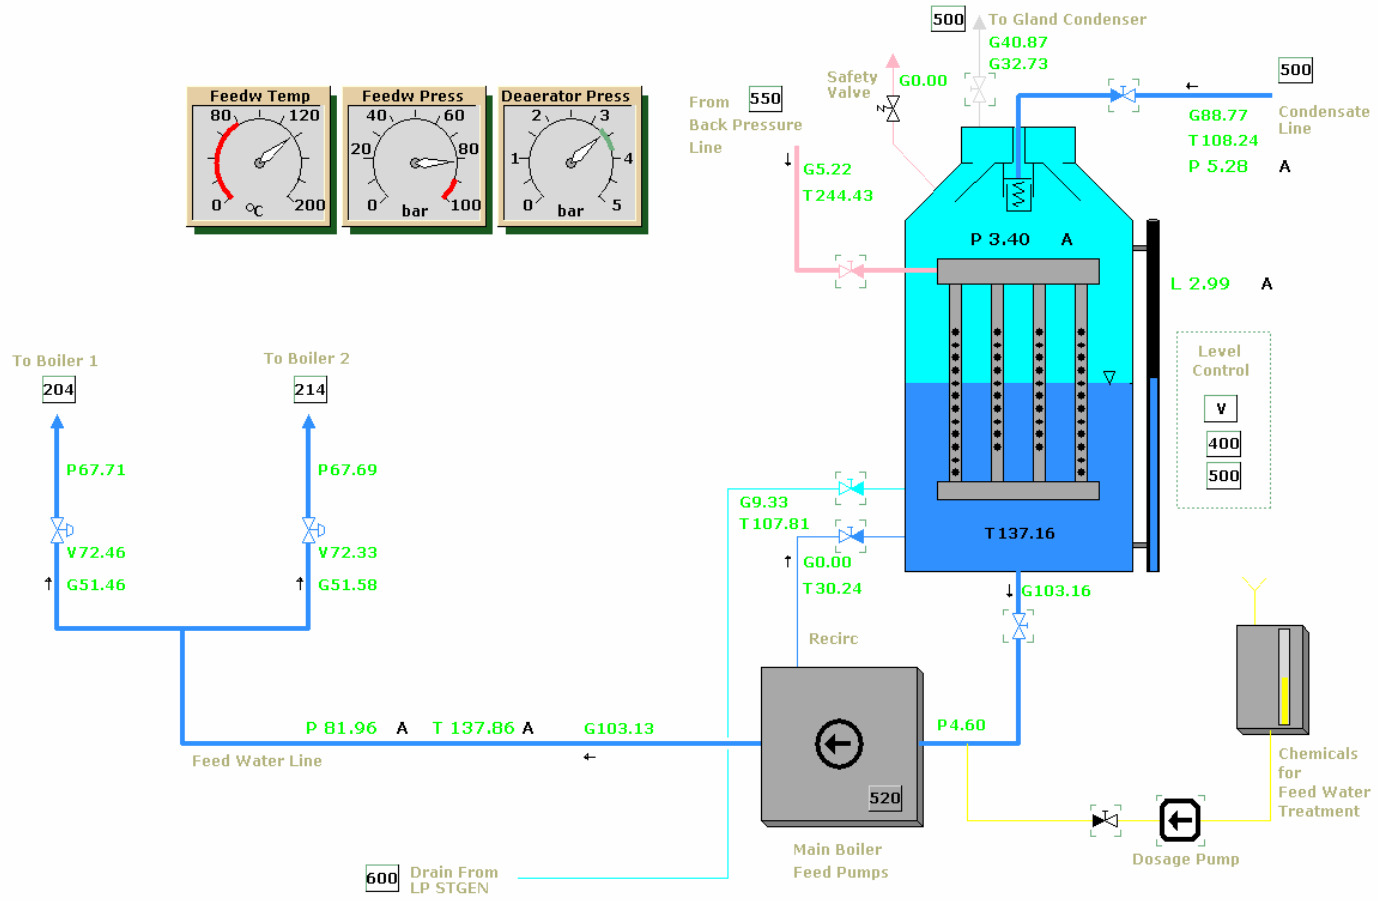 500
To Gland Condenser
G40.87
G32.73
Safety
Valve
G0.00
500
From
Back Pressure
Line
550
G88.77
Condensate
Line
T108.24
P 5.28 A
G5.22
T244.43
Feedw Temp
80
120
0
200
°C
Feedw Press
40
60
20
80
0
100
bar
Deaerator Press
2
3
1
4
0
5
bar
P 3.40 A
L 2.99 A
Level
Control
V
400
500
To Boiler 1
204
To Boiler 2
214
P67.71
P67.69
V72.46
V72.33
G51.46
G51.58
G9.33
T107.81
G0.00
T30.24
T137.16
G103.16
Recirc
P 81.96 A
T 137.86 A
G103.13
P4.60
Feed Water Line
520
Main Boiler
Feed Pumps
Chemicals
for
Feed Water
Treatment
Dosage Pump
600
Drain From
LP STGEN